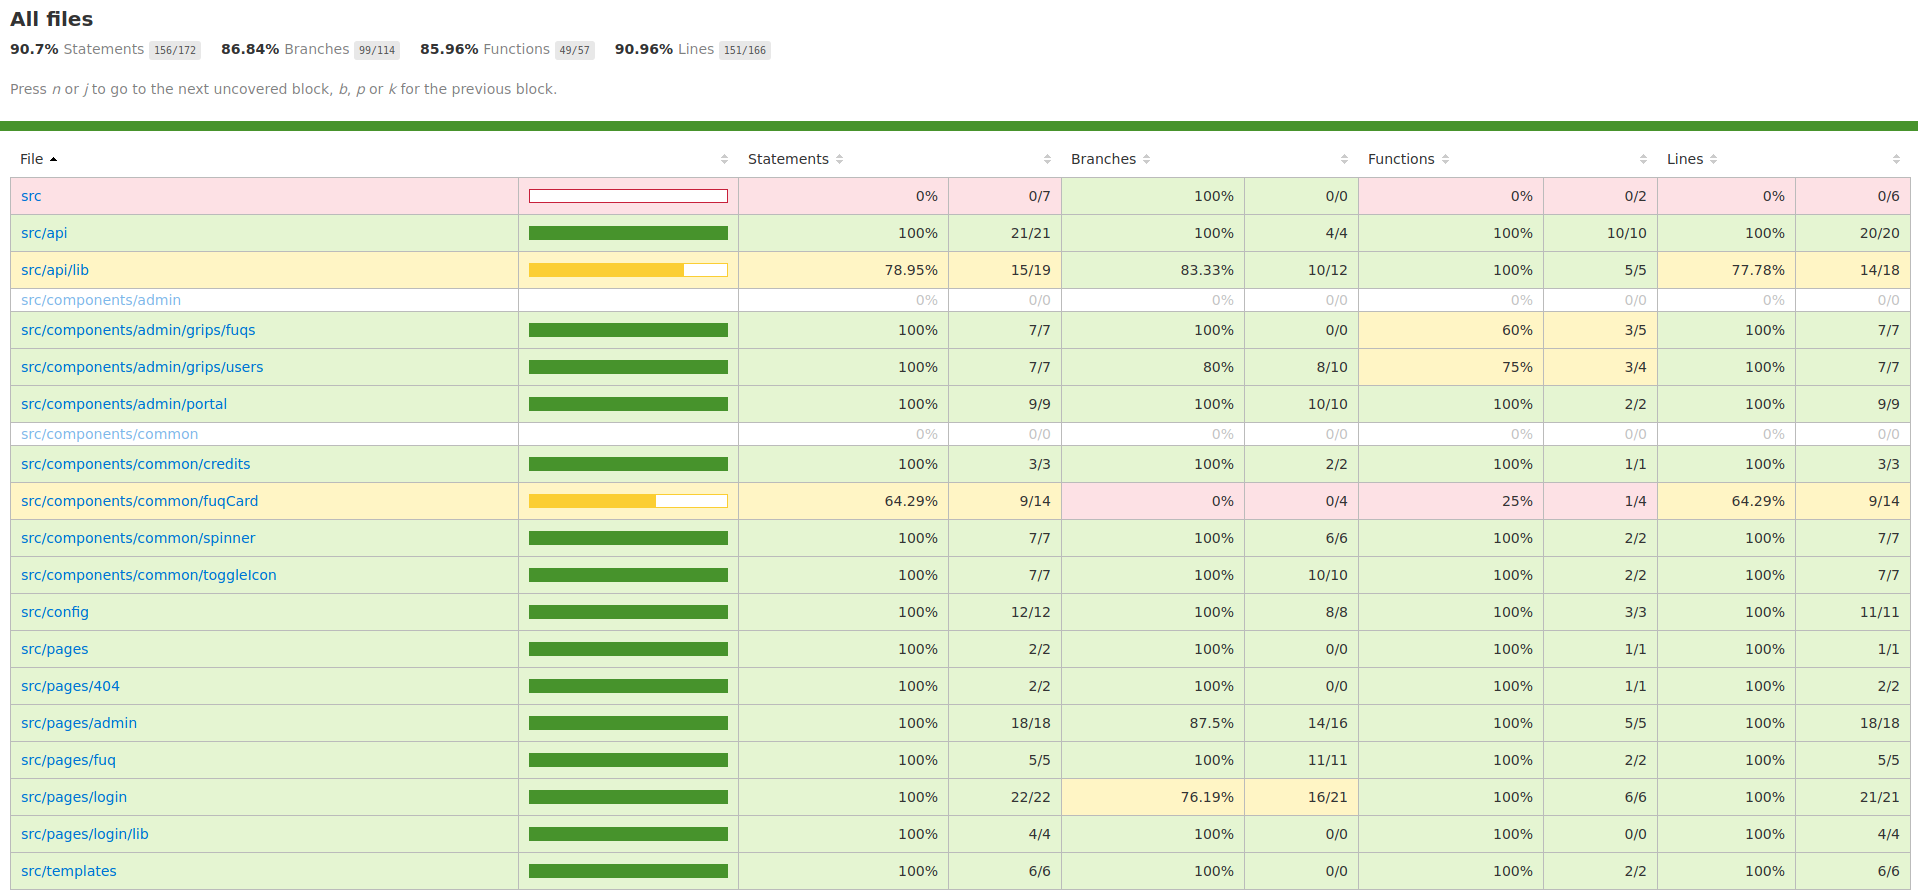 All files
90.7% Statements 156/172 86.84% Branches 99/114 85.96% Functions 49/57 90.96% Lines 151/166
Press n or j to go to the next uncovered block, b, p or k for the previous block.
File Statements Branches Functions Lines
src 0% 0/7 100% 0/0 0% 0/2 0% 0/6
src/api 100% 21/21 100% 4/4 100% 10/10 100% 20/20
src/api/lib 78.95% 15/19 83.33% 10/12 100% 5/5 77.78% 14/18
src/components/admin 0% 0/0 0% 0/0 0% 0/0 0% 0/0
src/components/admin/grips/fuqs 100% 7/7 100% 0/0 60% 3/5 100% 7/7
src/components/admin/grips/users 100% 7/7 80% 8/10 75% 3/4 100% 7/7
src/components/admin/portal 100% 9/9 100% 10/10 100% 2/2 100% 9/9
src/components/common 0% 0/0 0% 0/0 0% 0/0 0% 0/0
src/components/common/credits 100% 3/3 100% 2/2 100% 1/1 100% 3/3
src/components/common/fuqCard 64.29% 9/14 0% 0/4 25% 1/4 64.29% 9/14
src/components/common/spinner 100% 7/7 100% 6/6 100% 2/2 100% 7/7
src/components/common/toggleIcon 100% 7/7 100% 10/10 100% 2/2 100% 7/7
src/config 100% 12/12 100% 8/8 100% 3/3 100% 11/11
src/pages 100% 2/2 100% 0/0 100% 1/1 100% 1/1
src/pages/404 100% 2/2 100% 0/0 100% 1/1 100% 2/2
src/pages/admin 100% 18/18 87.5% 14/16 100% 5/5 100% 18/18
src/pages/fuq 100% 5/5 100% 11/11 100% 2/2 100% 5/5
src/pages/login 100% 22/22 76.19% 16/21 100% 6/6 100% 21/21
src/pages/login/lib 100% 4/4 100% 0/0 100% 0/0 100% 4/4
src/templates 100% 6/6 100% 0/0 100% 2/2 100% 6/6